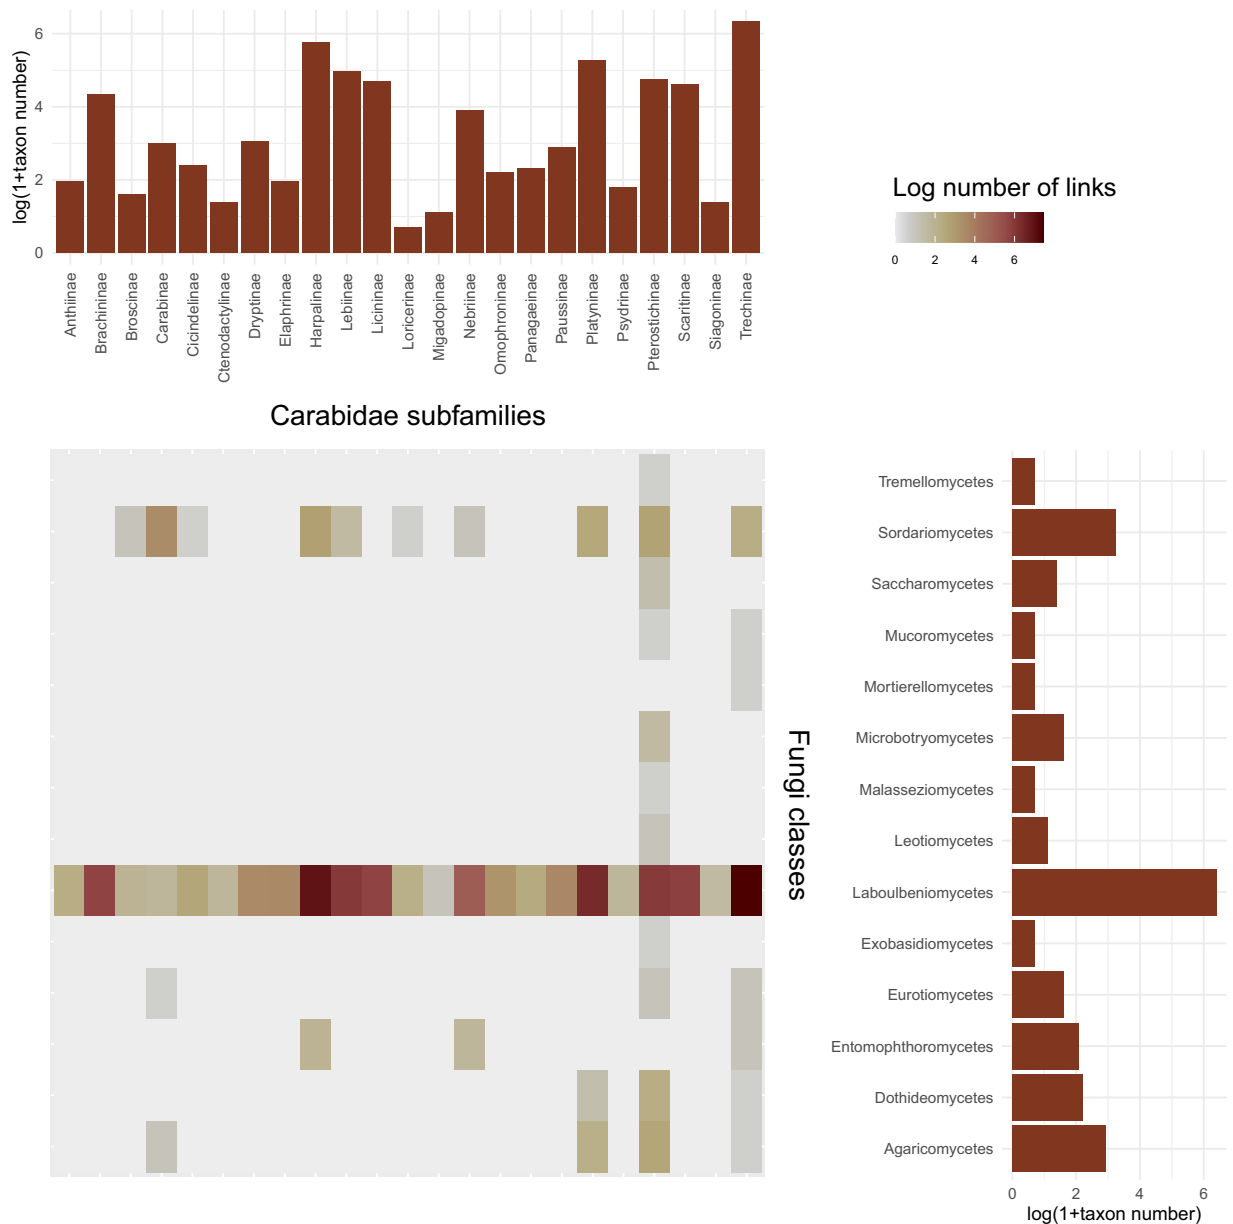 log(1+taxon number)
6
4
2
0
Anthiinae
Brachininae
Broscinae
Carabinae
Cicindelinae
Ctenodactylinae
Dryptinae
Elaphrinae
Harpalinae
Lebiinae
Licininae
Loricerinae
Migadopinae
Nebriinae
Omophroninae
Panagaeinae
Paussinae
Platyninae
Psydrinae
Pterostichinae
Scaritinae
Siagoninae
Trechinae
Carabidae subfamilies
Log number of links
0 2 4 6
Fungi classes
Tremellomycetes
Sordariomycetes
Saccharomycetes
Mucoromycetes
Mortierellomycetes
Microbotryomycetes
Malasseziomycetes
Leotiomycetes
Laboulbeniomycetes
Exobasidiomycetes
Eurotiomycetes
Entomophthoromycetes
Dothideomycetes
Agaricomycetes
0 2 4 6
log(1+taxon number)